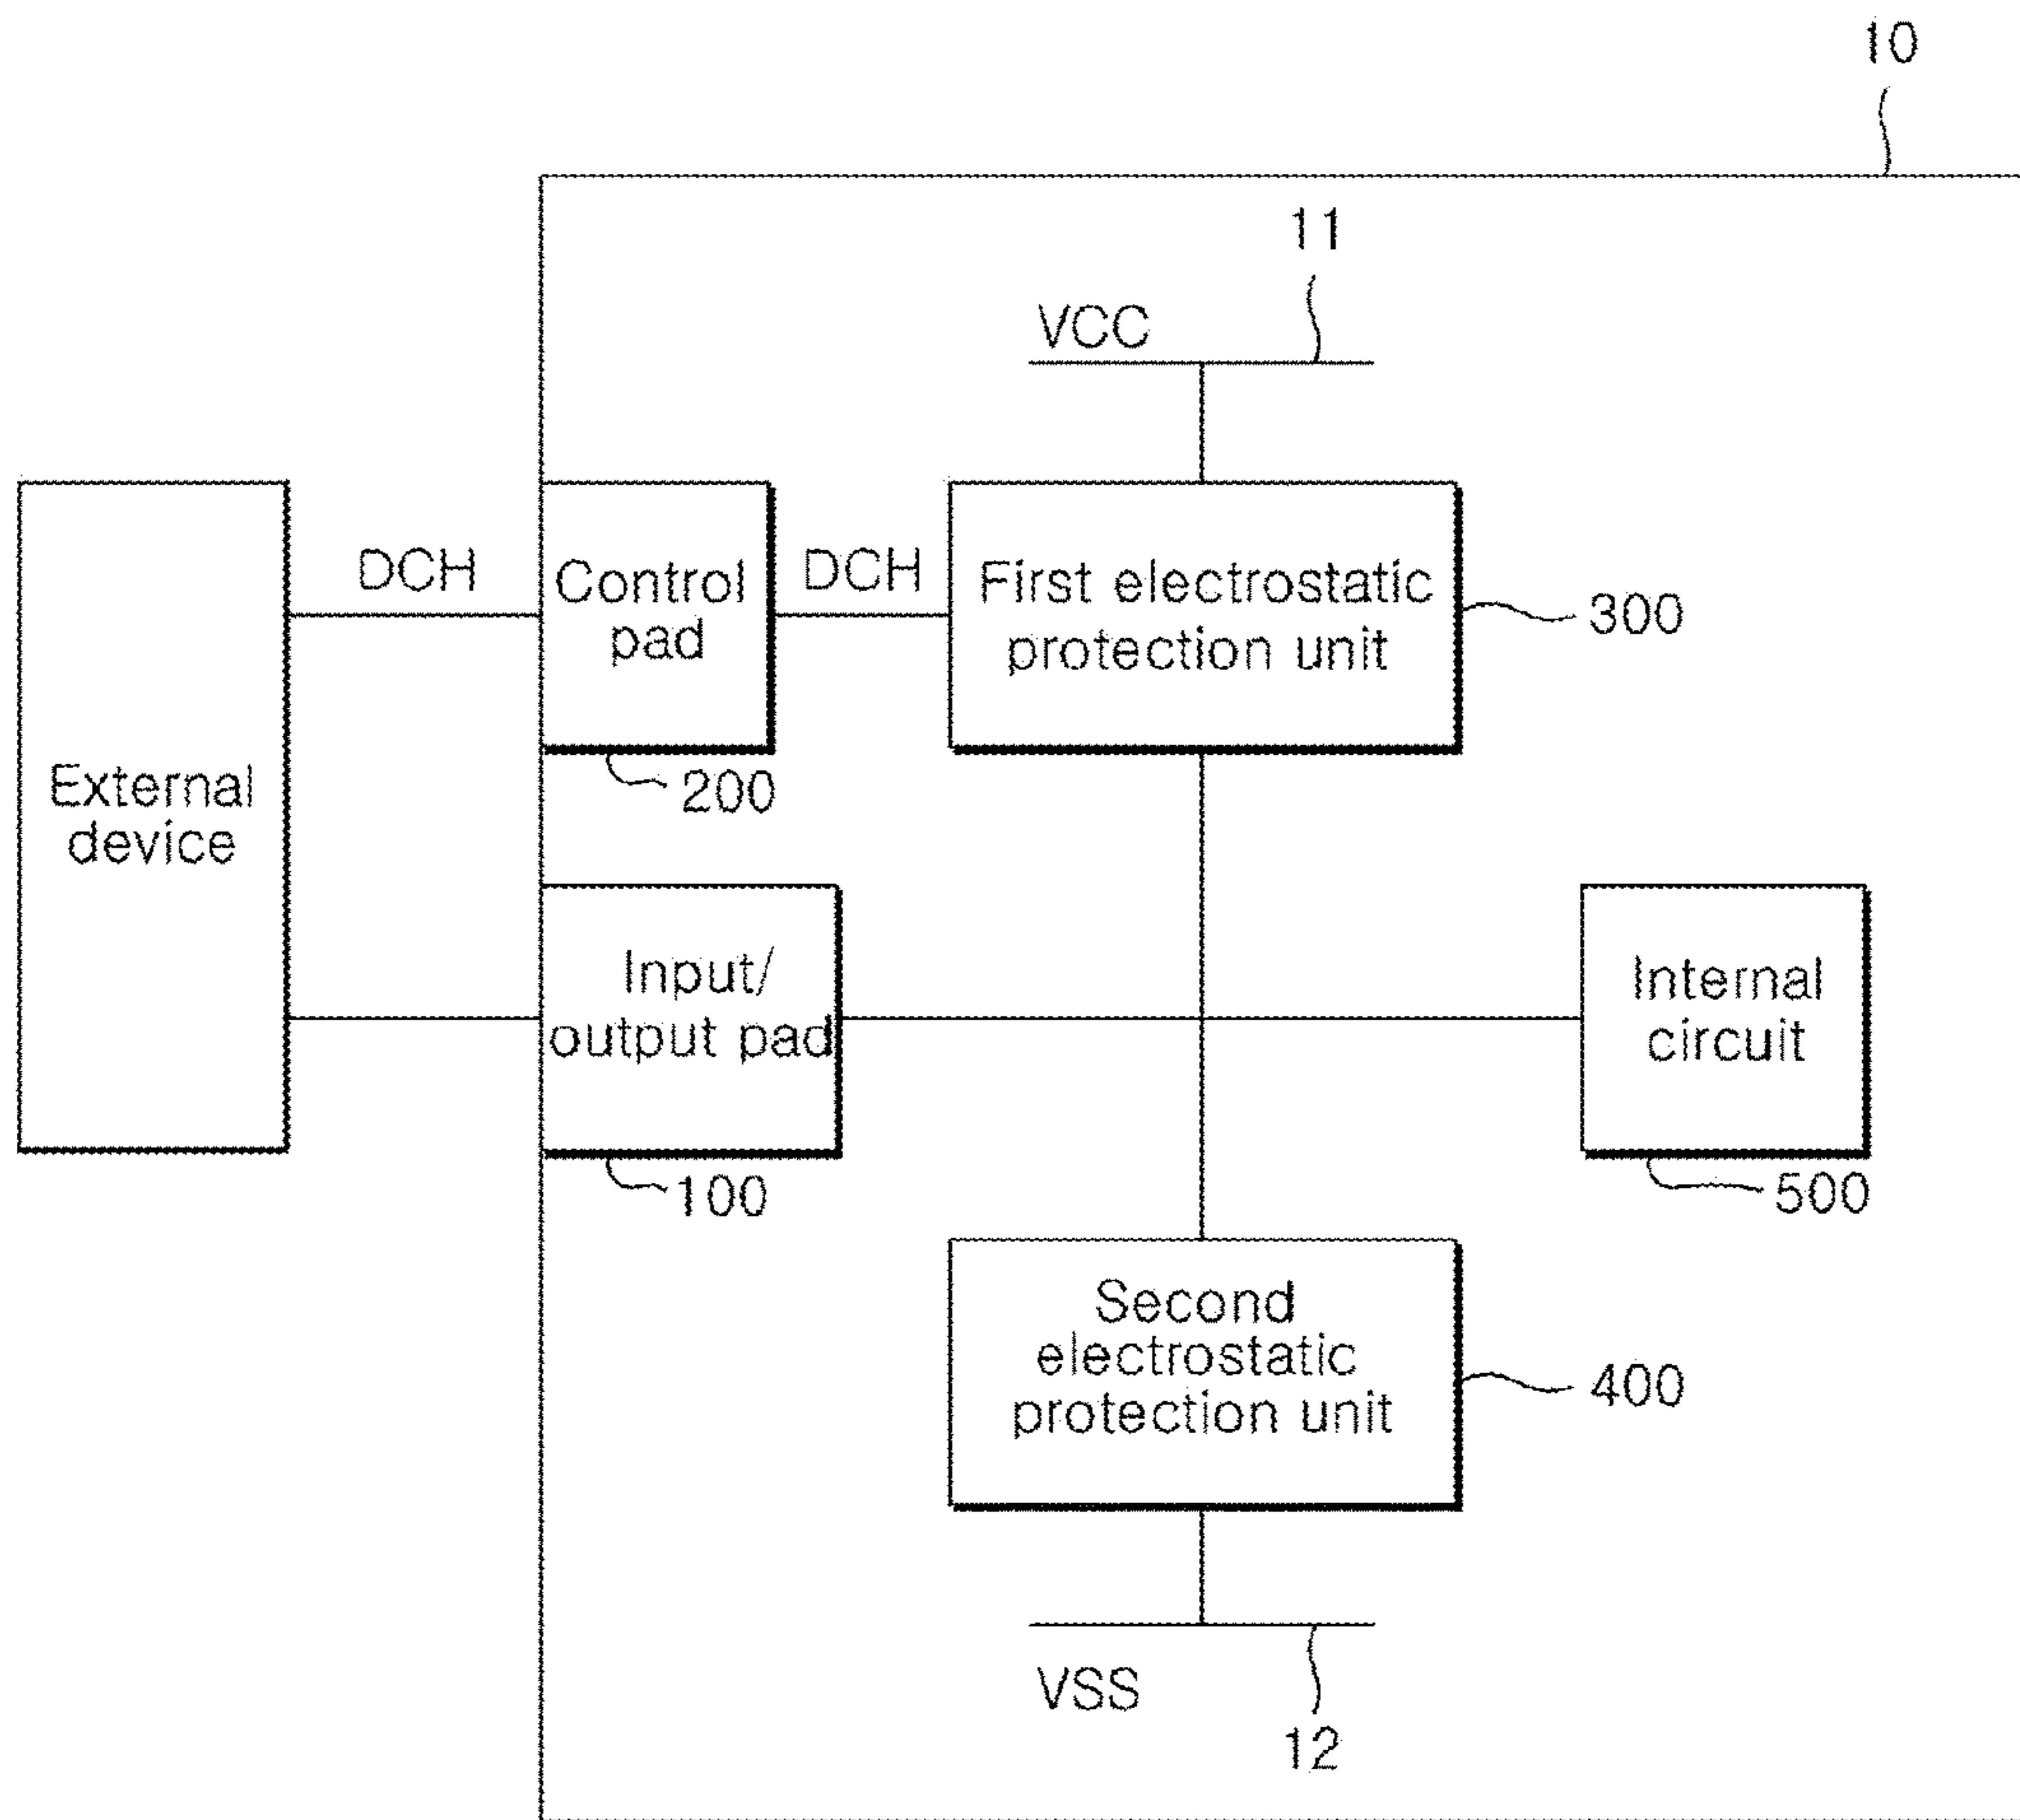 10
11
VCC
DCH
Control
pad
DCH
First electrostatic
protection unit
300
200
External
device
Input/
output pad
100
Internal
circuit
500
Second
electrostatic
protection unit
400
VSS
12